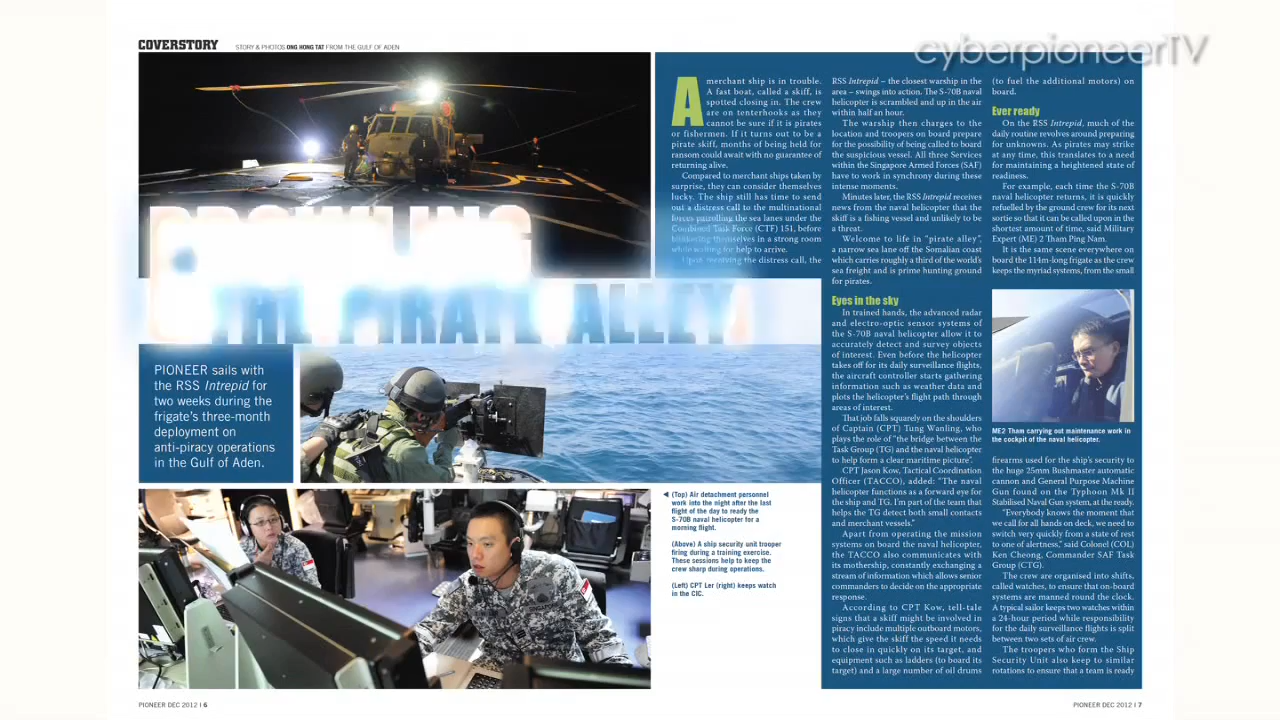 COVERSTORY
STORY & PHOTOS ONG HONG TAT FROM THE GULF OF ADEN
cyberpioneerTV
THE PIRATE ALLEY
PIONEER sails with
the RSS Intrepid for
two weeks during the
frigate's three-month
deployment on
anti-piracy operations
in the Gulf of Aden.
(Top) Air detachment personnel
work into the night after the last
flight of the day to ready the
S-70B naval helicopter for a
morning flight.
(Above) A ship security unit trooper
firing during a training exercise.
These sessions help to keep the
crew sharp during operations.
(Left) CPT Ler (right) keeps watch
in the CIC.
A merchant ship is in trouble.
A fast boat, called a skiff, is
spotted closing in. The crew
are on tenterhooks as they
cannot be sure if it is pirates
or fishermen. If it turns out to be a
pirate skiff, months of being held for
ransom could await with no guarantee of
returning alive.
Compared to merchant ships taken by
surprise, they can consider themselves
lucky. The ship still has time to send
out a distress call to the multinational
forces patrolling the sea lanes under the
Combined Task Force (CTF) 151, before
themselves in a strong room
while waiting for help to arrive.
Upon receiving the distress call, the
RSS Intrepid – the closest warship in the
area – swings into action. The S-70B naval
helicopter is scrambled and up in the air
within half an hour.
The warship then charges to the
location and troopers on board prepare
for the possibility of being called to board
the suspicious vessel. All three Services
within the Singapore Armed Forces (SAF)
have to work in synchrony during these
intense moments.
Minutes later, the RSS Intrepid receives
news from the naval helicopter that the
skiff is a fishing vessel and unlikely to be
a threat.
Welcome to life in "pirate alley",
a narrow sea lane off the Somalian coast
which carries roughly a third of the world's
sea freight and is prime hunting ground
for pirates.
Eyes in the sky
In trained hands, the advanced radar
and electro-optic sensor systems of
the S-70B naval helicopter allow it to
accurately detect and survey objects
of interest. Even before the helicopter
takes off for its daily surveillance flights,
the aircraft controller starts gathering
information such as weather data and
plots the helicopter's flight path through
areas of interest.
That job falls squarely on the shoulders
of Captain (CPT) Tung Wanling, who
plays the role of "the bridge between the
Task Group (TG) and the naval helicopter
to help form a clear maritime picture".
CPT Jason Kow, Tactical Coordination
Officer (TACCO), added: "The naval
helicopter functions as a forward eye for
the ship and TG, I'm part of the team that
helps the TG detect both small contacts
and merchant vessels."
Apart from operating the mission
systems on board the naval helicopter,
the TACCO also communicates with
its mothership, constantly exchanging a
stream of information which allows senior
commanders to decide on the appropriate
response.
According to CPT Kow, tell-tale
signs that a skiff might be involved in
piracy include multiple outboard motors,
which give the skiff the speed it needs
to close in quickly on its target, and
equipment such as ladders (to board its
target) and a large number of oil drums
(to fuel the additional motors) on
board.
Ever ready
On the RSS Intrepid, much of the
daily routine revolves around preparing
for unknowns. As pirates may strike
at any time, this translates to a need
for maintaining a heightened state of
readiness.
For example, each time the S-70B
naval helicopter returns, it is quickly
refuelled by the ground crew for its next
sortie so that it can be called upon in the
shortest amount of time, said Military
Expert (ME) 2 Tham Ping Nam.
It is the same scene everywhere on
board the 114m-long frigate as the crew
keeps the myriad systems, from the small
ME2 Tham carrying out maintenance work in
the cockpit of the naval helicopter.
firearms used for the ship's security to
the huge 25mm Bushmaster automatic
cannon and General Purpose Machine
Gun found on the Typhoon Mk II
Stabilised Naval Gun system, at the ready.
"Everybody knows the moment that
we call for all hands on deck, we need to
switch very quickly from a state of rest
to one of alertness," said Colonel (COL)
Ken Cheong, Commander SAF Task
Group (CTG).
The crew are organised into shifts,
called watches, to ensure that on-board
systems are manned round the clock.
A typical sailor keeps two watches within
a 24-hour period while responsibility
for the daily surveillance flights is split
between two sets of air crew.
The troopers who form the Ship
Security Unit also keep to similar
rotations to ensure that a team is ready
PIONEER DEC 2012 | 6
PIONEER DEC 2012 | 7